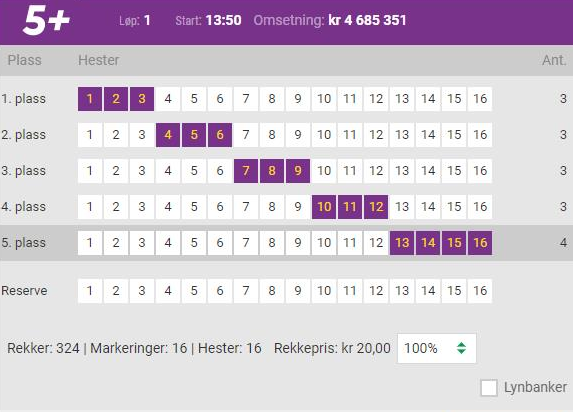 5+ Løp: 1 Start: 13:50 Omsetning: kr 4 685 351
Plass Hester Ant.
1. plass 1 2 3 4 5 6 7 8 9 10 11 12 13 14 15 16 3
2. plass 1 2 3 4 5 6 7 8 9 10 11 12 13 14 15 16 3
3. plass 1 2 3 4 5 6 7 8 9 10 11 12 13 14 15 16 3
4. plass 1 2 3 4 5 6 7 8 9 10 11 12 13 14 15 16 3
5. plass 1 2 3 4 5 6 7 8 9 10 11 12 13 14 15 16 4
Reserve 1 2 3 4 5 6 7 8 9 10 11 12 13 14 15 16
Rekker: 324 | Markeringer: 16 | Hester: 16 Rekkepris: kr 20,00 100%
Lynbanker